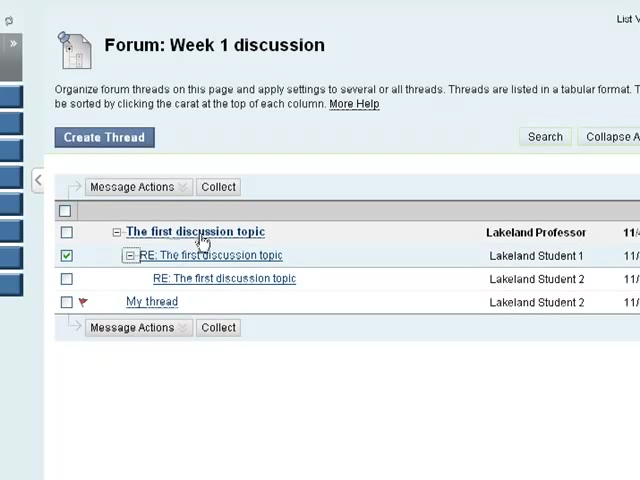 List V
Forum: Week 1 discussion
Organize forum threads on this page and apply settings to several or all threads. Threads are listed in a tabular format. T
be sorted by clicking the carat at the top of each column. More Help
Create Thread
Search
Collapse A
Message Actions
Collect
The first discussion topic Lakeland Professor 11/
RE: The first discussion topic Lakeland Student 1 11/
RE: The first discussion topic Lakeland Student 2 11/
My thread Lakeland Student 2 11/
Message Actions
Collect